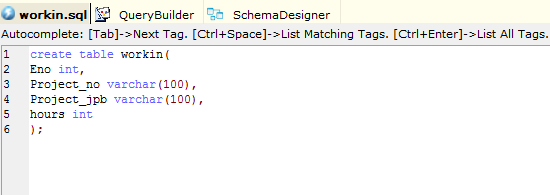 workin.sql QueryBuilder SchemaDesigner
Autocomplete: [Tab]->Next Tag. [Ctrl+Space]->List Matching Tags. [Ctrl+Enter]->List All Tags.
1 create table workin(
2 Eno int,
3 Project_no varchar(100),
4 Project_jpb varchar(100),
5 hours int
6 );